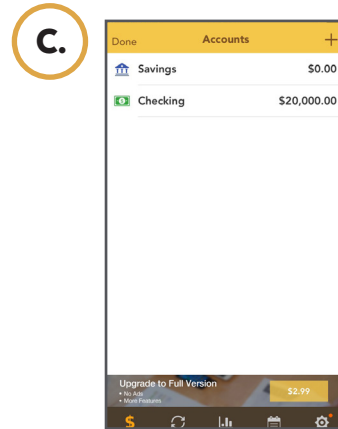 C.
Done Accounts +
Savings $0.00
Checking $20,000.00
Upgrade to Full Version
• No Ads
• More Features
$2.99
$